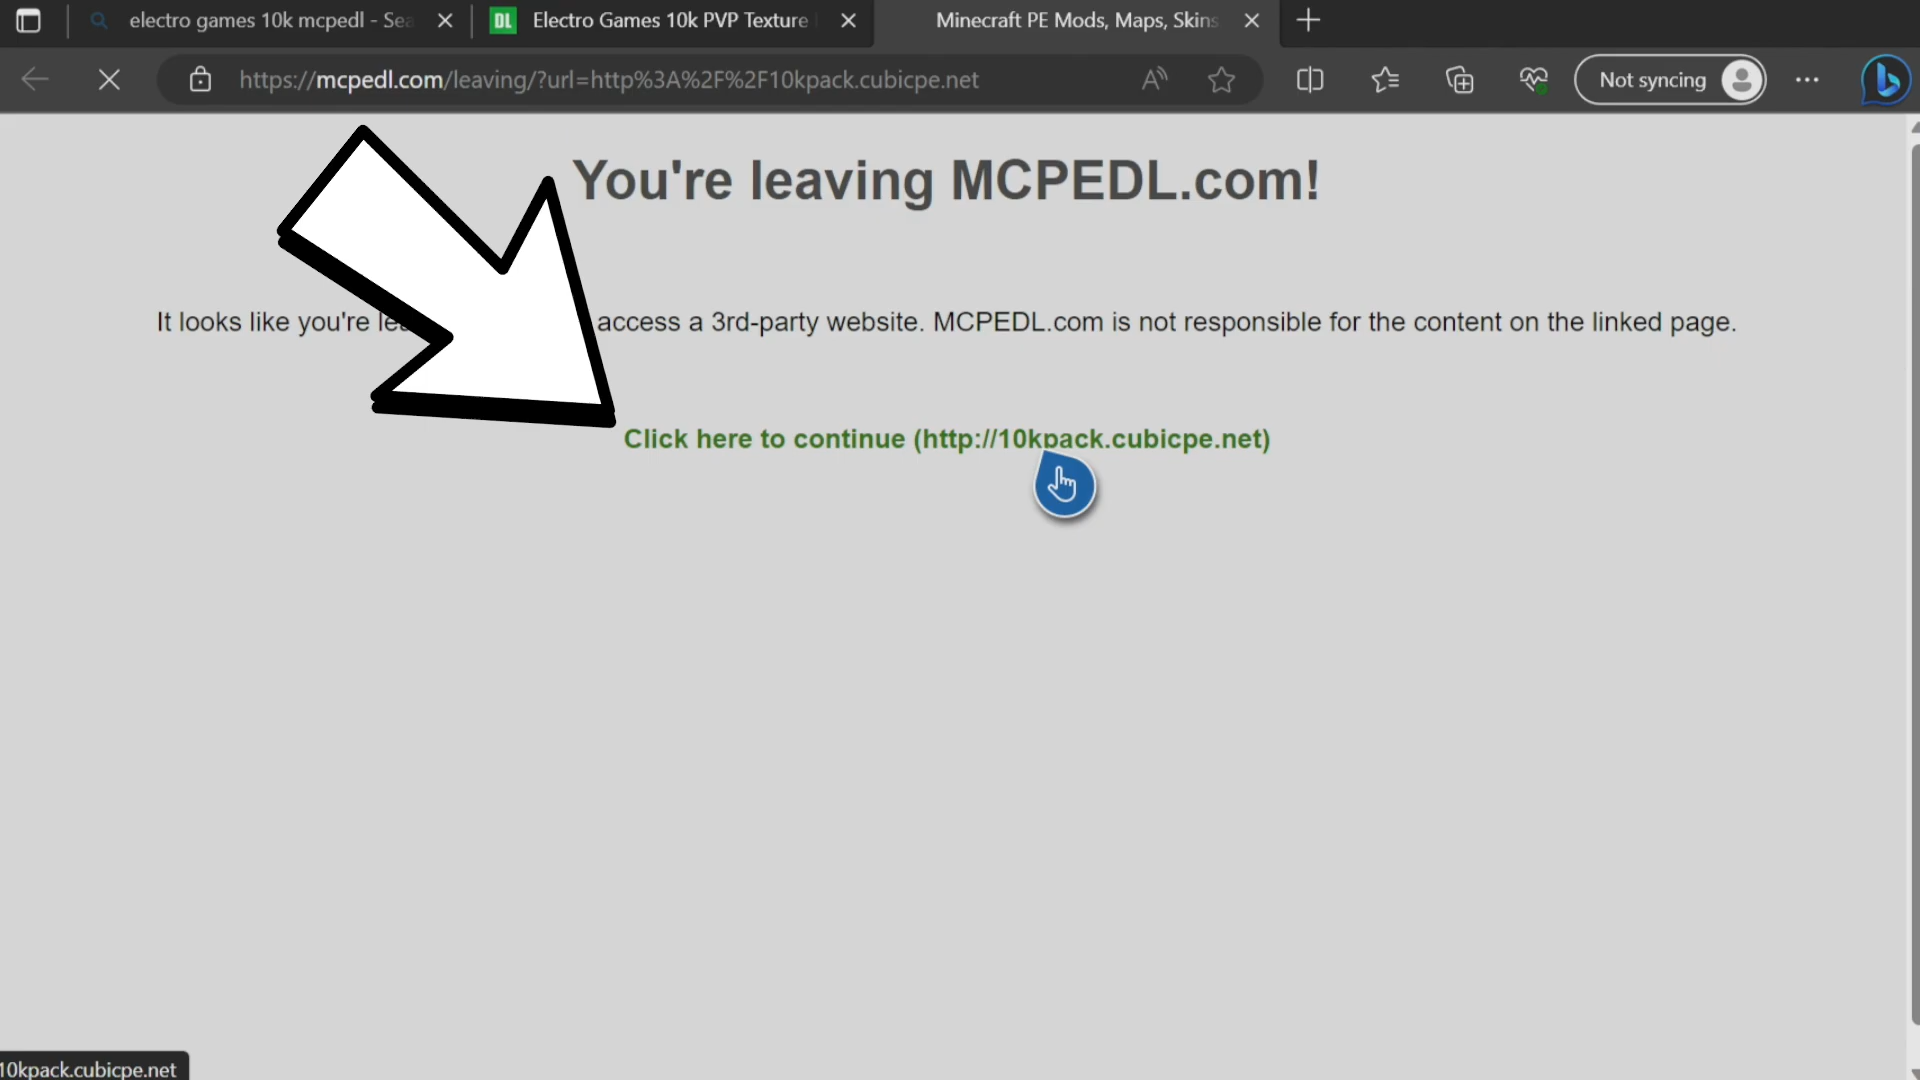 electro games 10k mcpedl - Sea
DL Electro Games 10k PVP Texture
Minecraft PE Mods, Maps, Skins
https://mcpedl.com/leaving/?url=http%3A%2F%2F10kpack.cubicpe.net
Not syncing
You're leaving MCPEDL.com!
It looks like you're access a 3rd-party website. MCPEDL.com is not responsible for the content on the linked page.
Click here to continue (http://10kpack.cubicpe.net)
10kpack.cubicpe.net